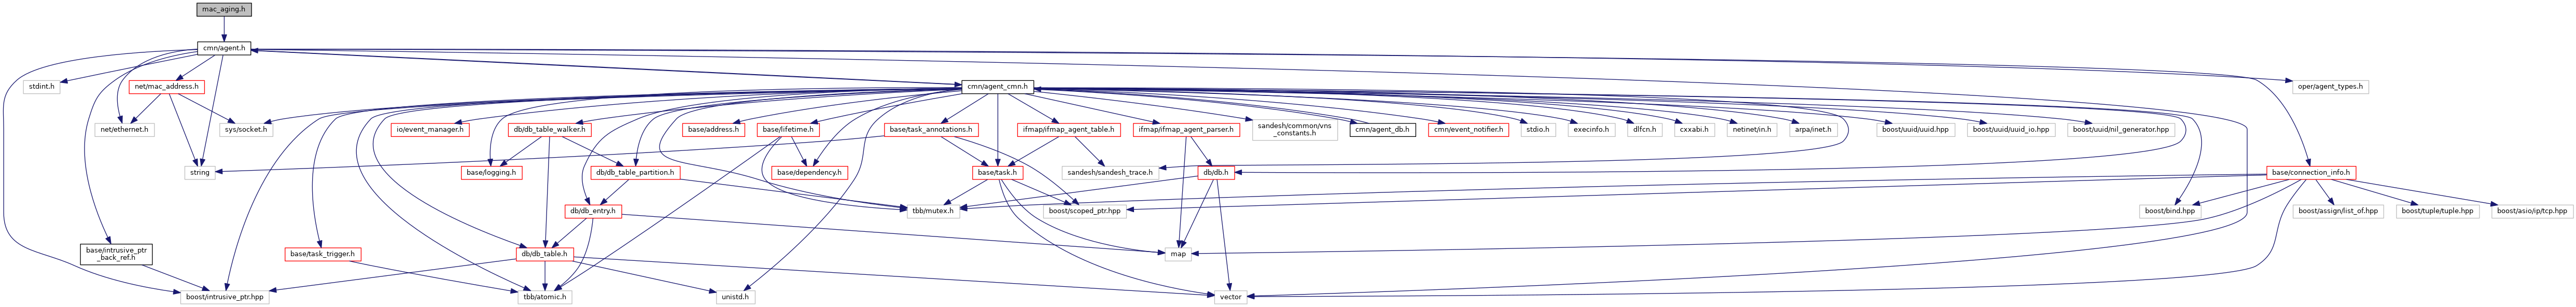 mac_aging.h
cmn/agent.h
stdint.h
net/mac_address.h
cmn/agent_cmn.h
oper/agent_types.h
net/ethernet.h
sys/socket.h
io/event_manager.h
db/db_table_walker.h
base/address.h
base/lifetime.h
base/task_annotations.h
ifmap/ifmap_agent_table.h
ifmap/ifmap_agent_parser.h
sandesh/common/vns
_constants.h
cmn/agent_db.h
cmn/event_notifier.h
stdio.h
execinfo.h
dlfcn.h
cxxabi.h
netinet/in.h
arpa/inet.h
boost/uuid/uuid.hpp
boost/uuid/uuid_io.hpp
boost/uuid/nil_generator.hpp
string
base/logging.h
db/db_table_partition.h
base/dependency.h
base/task.h
sandesh/sandesh_trace.h
db/db.h
base/connection_info.h
db/db_entry.h
tbb/mutex.h
boost/scoped_ptr.hpp
boost/bind.hpp
boost/assign/list_of.hpp
boost/tuple/tuple.hpp
boost/asio/ip/tcp.hpp
base/intrusive_ptr
_back_ref.h
base/task_trigger.h
db/db_table.h
map
boost/intrusive_ptr.hpp
tbb/atomic.h
unistd.h
vector